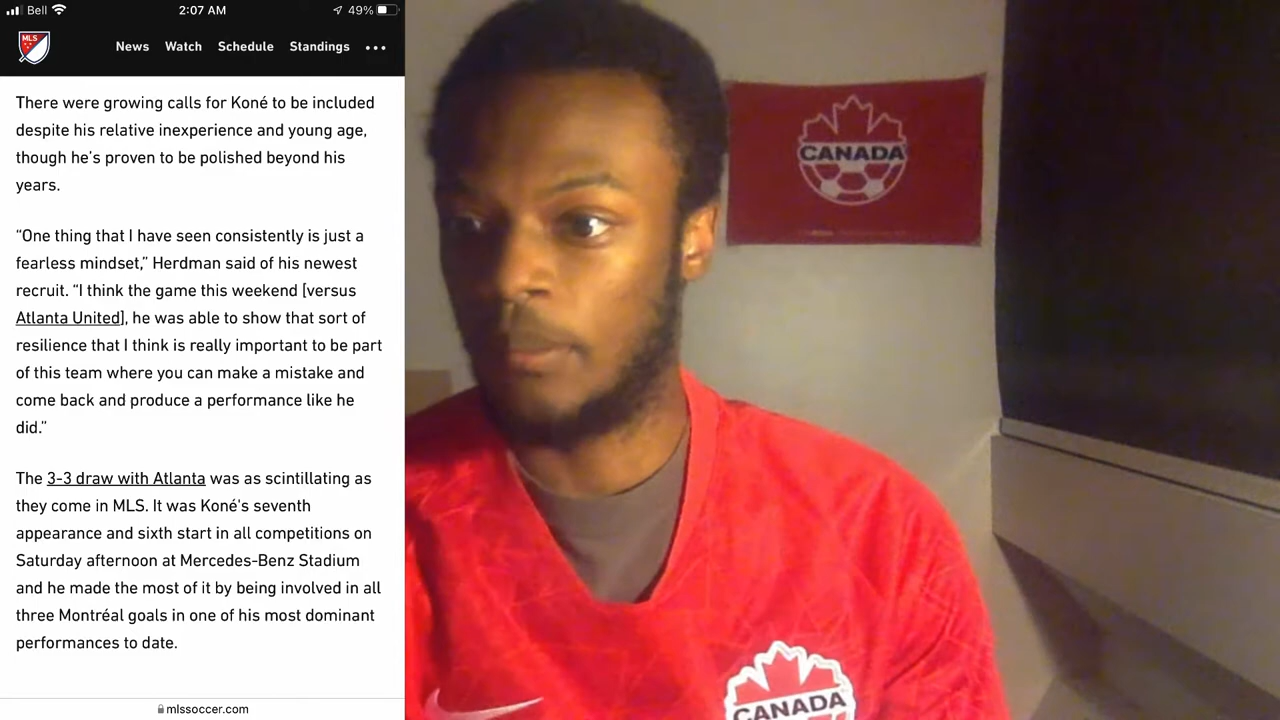 Bell
2:07 AM
49%
MLS
News Watch Schedule Standings
There were growing calls for Koné to be included
despite his relative inexperience and young age,
though he's proven to be polished beyond his
years.
“One thing that I have seen consistently is just a
fearless mindset,” Herdman said of his newest
recruit. “I think the game this weekend [versus
Atlanta United], he was able to show that sort of
resilience that I think is really important to be part
of this team where you can make a mistake and
come back and produce a performance like he
did.”
The 3-3 draw with Atlanta was as scintillating as
they come in MLS. It was Koné's seventh
appearance and sixth start in all competitions on
Saturday afternoon at Mercedes-Benz Stadium
and he made the most of it by being involved in all
three Montréal goals in one of his most dominant
performances to date.
mlssoccer.com
CANADA
CANADA